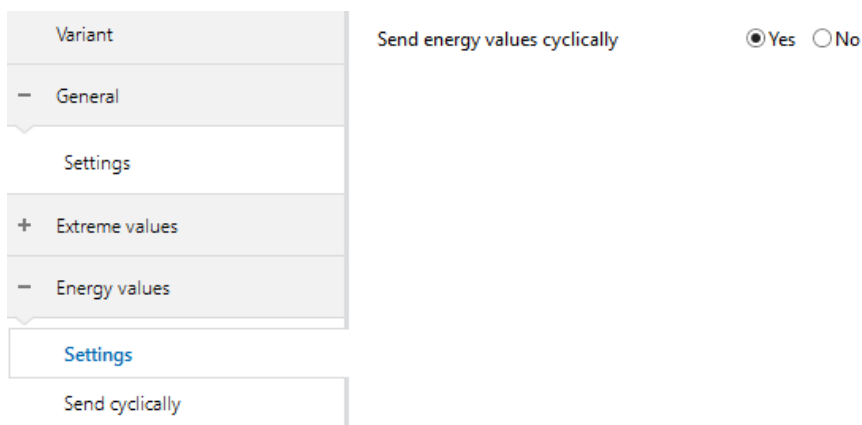 Variant
Send energy values cyclically Yes No
− General
Settings
+ Extreme values
− Energy values
Settings
Send cyclically